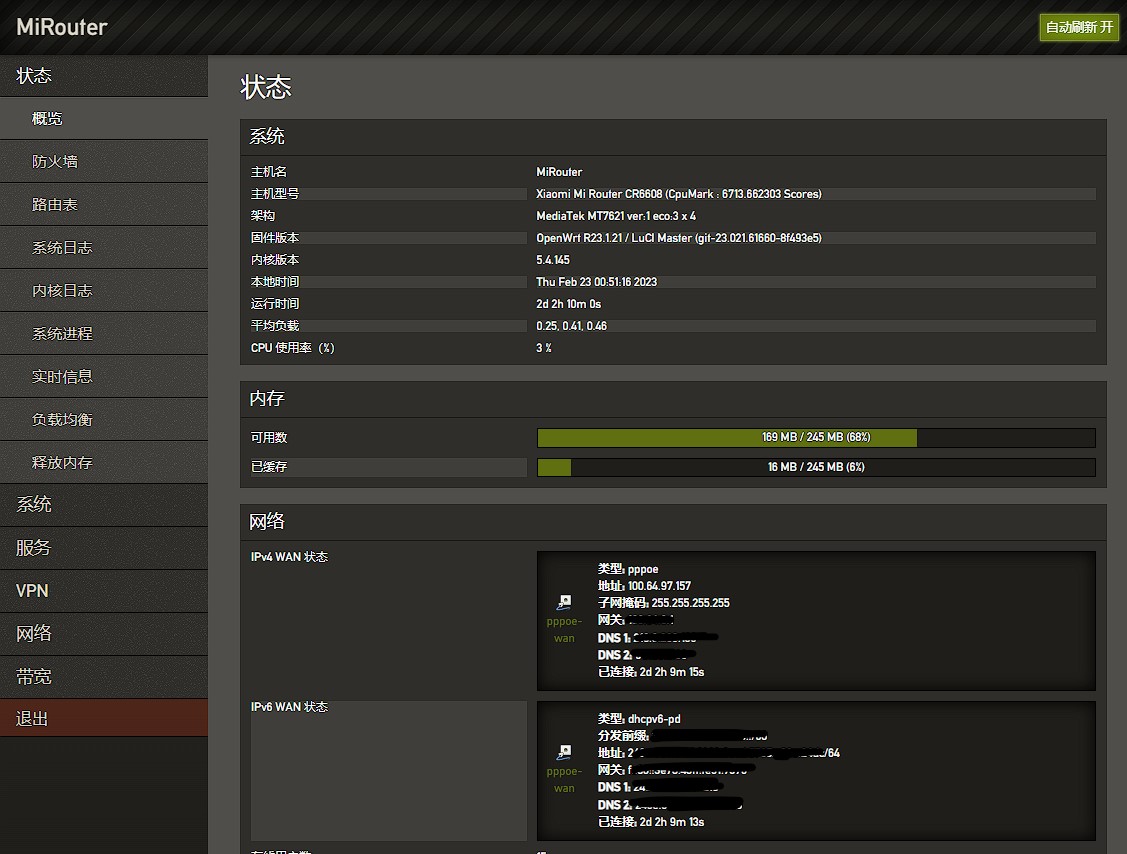 MiRouter
自动刷新 开
状态
概览
防火墙
路由表
系统日志
内核日志
系统进程
实时信息
负载均衡
释放内存
系统
服务
VPN
网络
带宽
退出
状态
系统
主机名 MiRouter
主机型号 Xiaomi Mi Router CR6608 (CpuMark : 6713.662303 Scores)
架构 MediaTek MT7621 ver:1 eco:3 x 4
固件版本 OpenWrt R23.1.21 / LuCI Master (git-23.021.61660-8f493e5)
内核版本 5.4.145
本地时间 Thu Feb 23 00:51:16 2023
运行时间 2d 2h 10m 0s
平均负载 0.25, 0.41, 0.46
CPU 使用率（%） 3 %
内存
可用数 169 MB / 245 MB (68%)
已缓存 16 MB / 245 MB (6%)
网络
IPv4 WAN 状态
pppoe-
wan
类型: pppoe
地址: 100.64.97.157
子网掩码: 255.255.255.255
网关:
DNS 1:
DNS 2:
已连接: 2d 2h 9m 15s
IPv6 WAN 状态
pppoe-
wan
类型: dhcpv6-pd
分发前缀:
地址: /64
网关:
DNS 1:
DNS 2:
已连接: 2d 2h 9m 13s